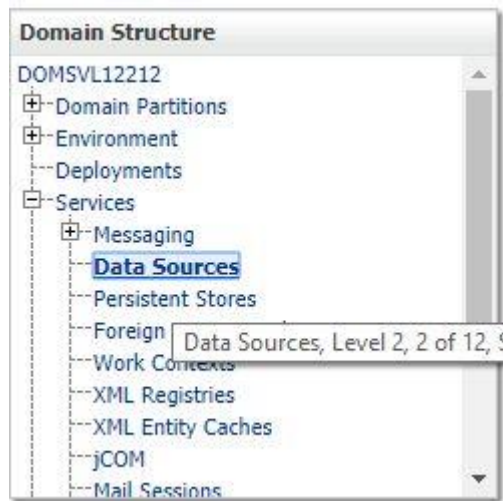 Domain Structure
DOMSVL12212
Domain Partitions
Environment
Deployments
Services
Messaging
Data Sources
Persistent Stores
Foreign
Data Sources, Level 2, 2 of 12,
Work Contexts
XML Registries
XML Entity Caches
jCOM
Mail Sessions